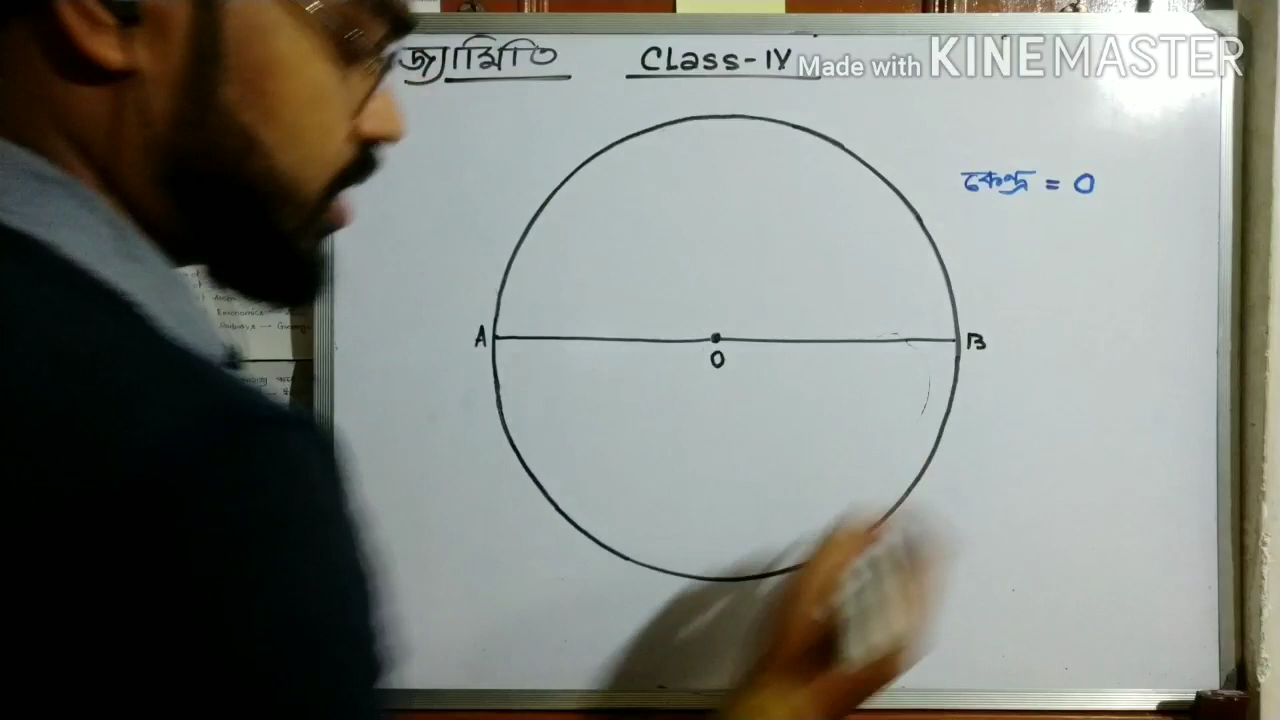 জ্যামিতি CLass-IV
Made with KINEMASTER
কেন্দ্র = O
A
B
O